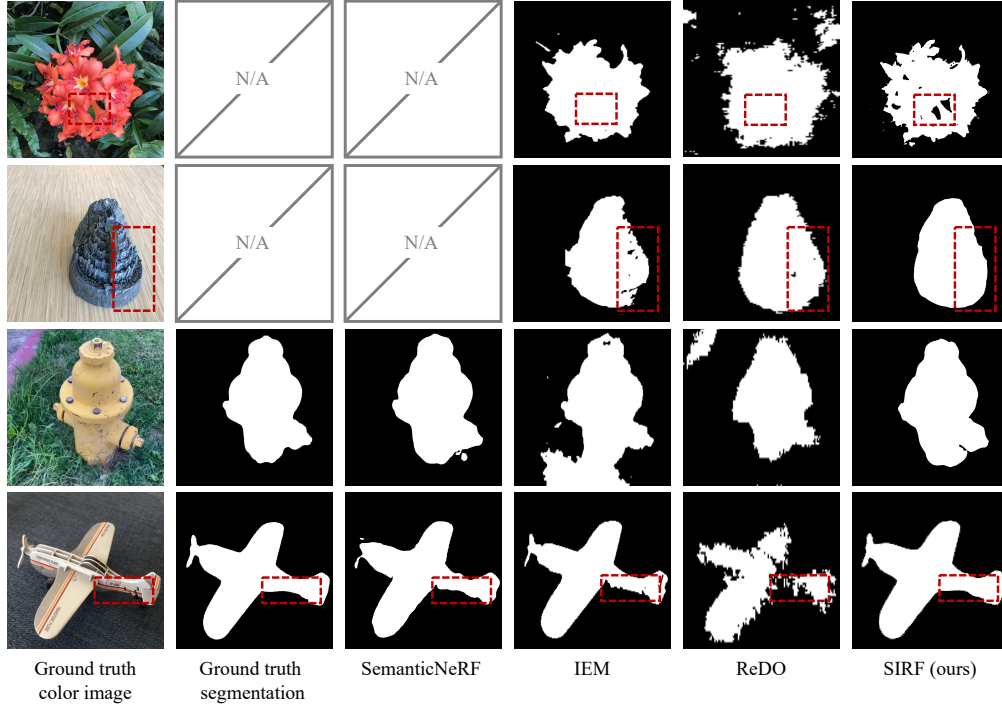 N/A
N/A
N/A
N/A
Ground truth
color image
Ground truth
segmentation
SemanticNeRF
IEM
ReDO
SIRF (ours)